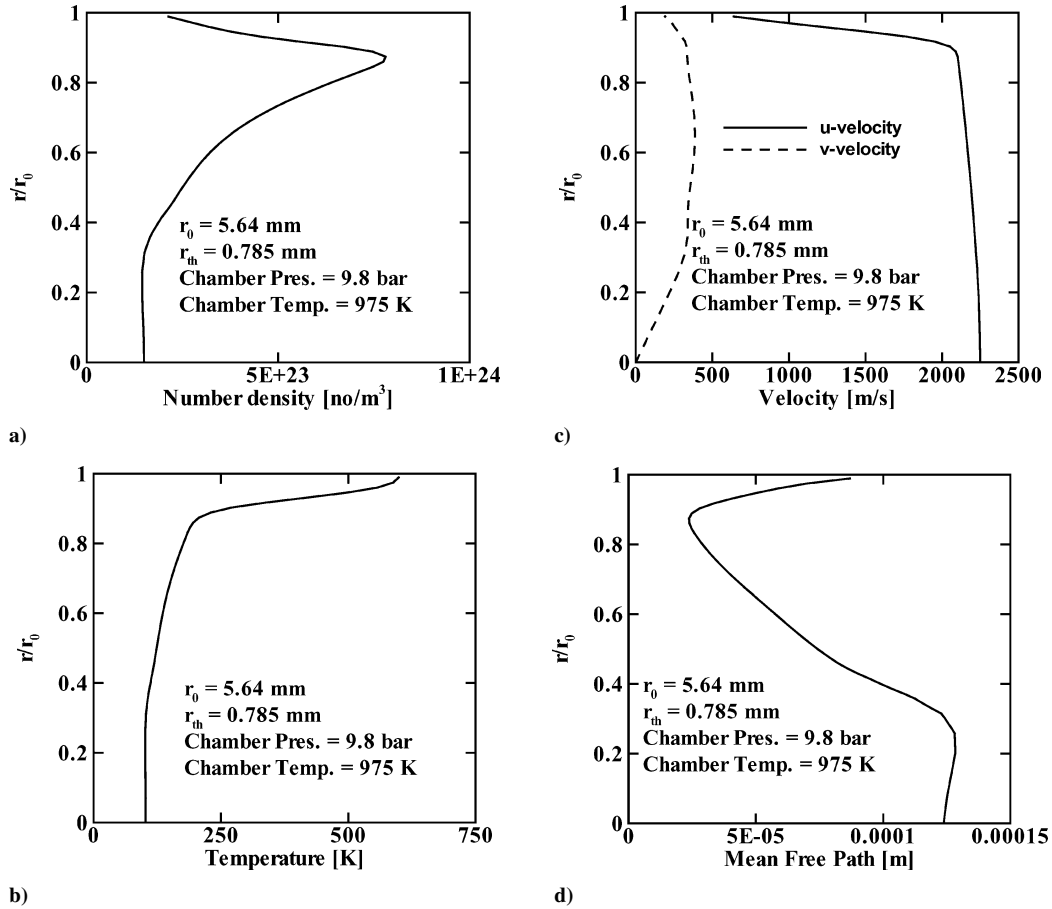 1
0.8
0.6
0.4
0.2
0
r/r0
r0 = 5.64 mm
rth = 0.785 mm
Chamber Pres. = 9.8 bar
Chamber Temp. = 975 K
0 5E+23 1E+24
Number density [no/m3]
a)
1
0.8
0.6
0.4
0.2
0
r/r0
u-velocity
v-velocity
r0 = 5.64 mm
rth = 0.785 mm
Chamber Pres. = 9.8 bar
Chamber Temp. = 975 K
0 500 1000 1500 2000 2500
Velocity [m/s]
c)
1
0.8
0.6
0.4
0.2
0
r/r0
r0 = 5.64 mm
rth = 0.785 mm
Chamber Pres. = 9.8 bar
Chamber Temp. = 975 K
0 250 500 750
Temperature [K]
b)
1
0.8
0.6
0.4
0.2
0
r/r0
r0 = 5.64 mm
rth = 0.785 mm
Chamber Pres. = 9.8 bar
Chamber Temp. = 975 K
0 5E-05 0.0001 0.00015
Mean Free Path [m]
d)